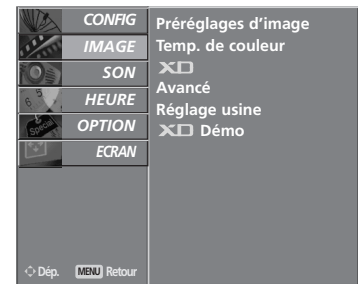 CONFIG
IMAGE
SON
HEURE
OPTION
ECRAN
Préréglages d’image
Temp. de couleur
XD
Avancé
Réglage usine
XD Démo
Dép. MENU Retour